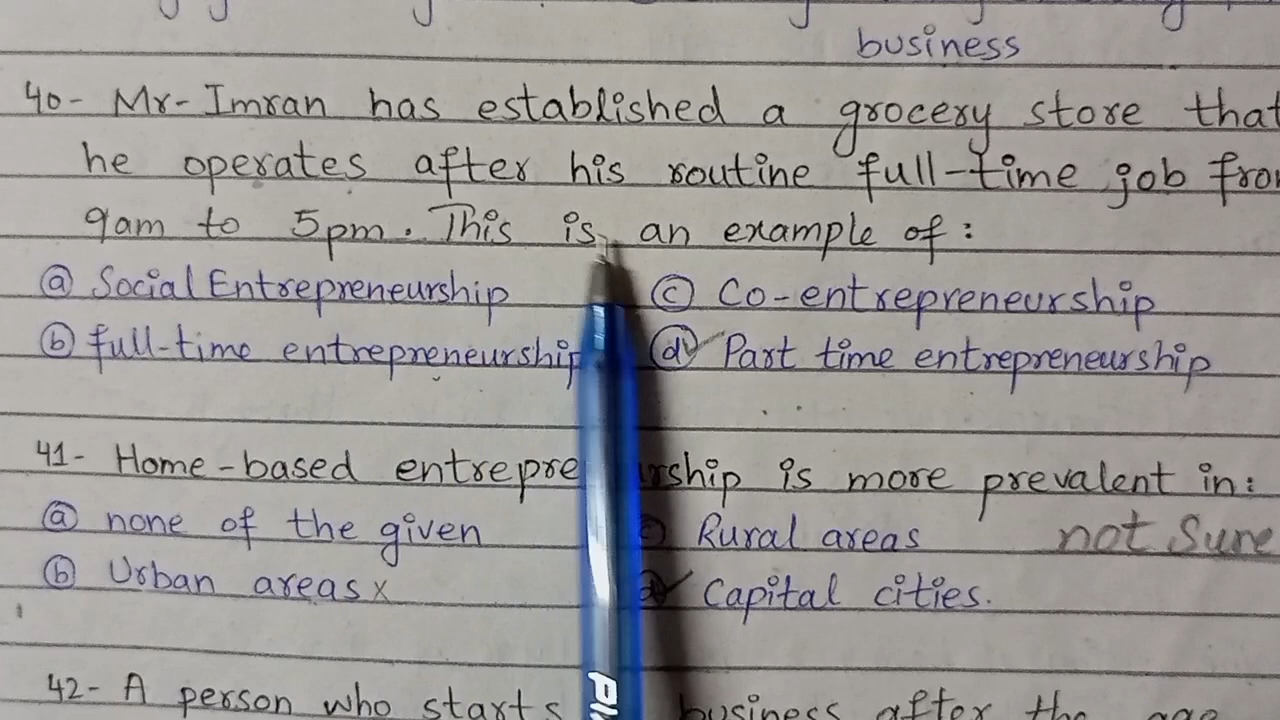 business
40- Mr-Imran has established a grocery store that
he operates after his routine full-time job
9am to 5pm. This is an example of:
ⓐ Social Entrepreneurship ⓒ Co-entrepreneurship
ⓑ full-time entrepreneurship ⓓ✓ Part time entrepreneurship
41- Home-based is more prevalent in:
ⓐ none of the given Rural areas not Sure
ⓑ Urban areas x ✓ Capital cities.
42- A person who starts business after the age